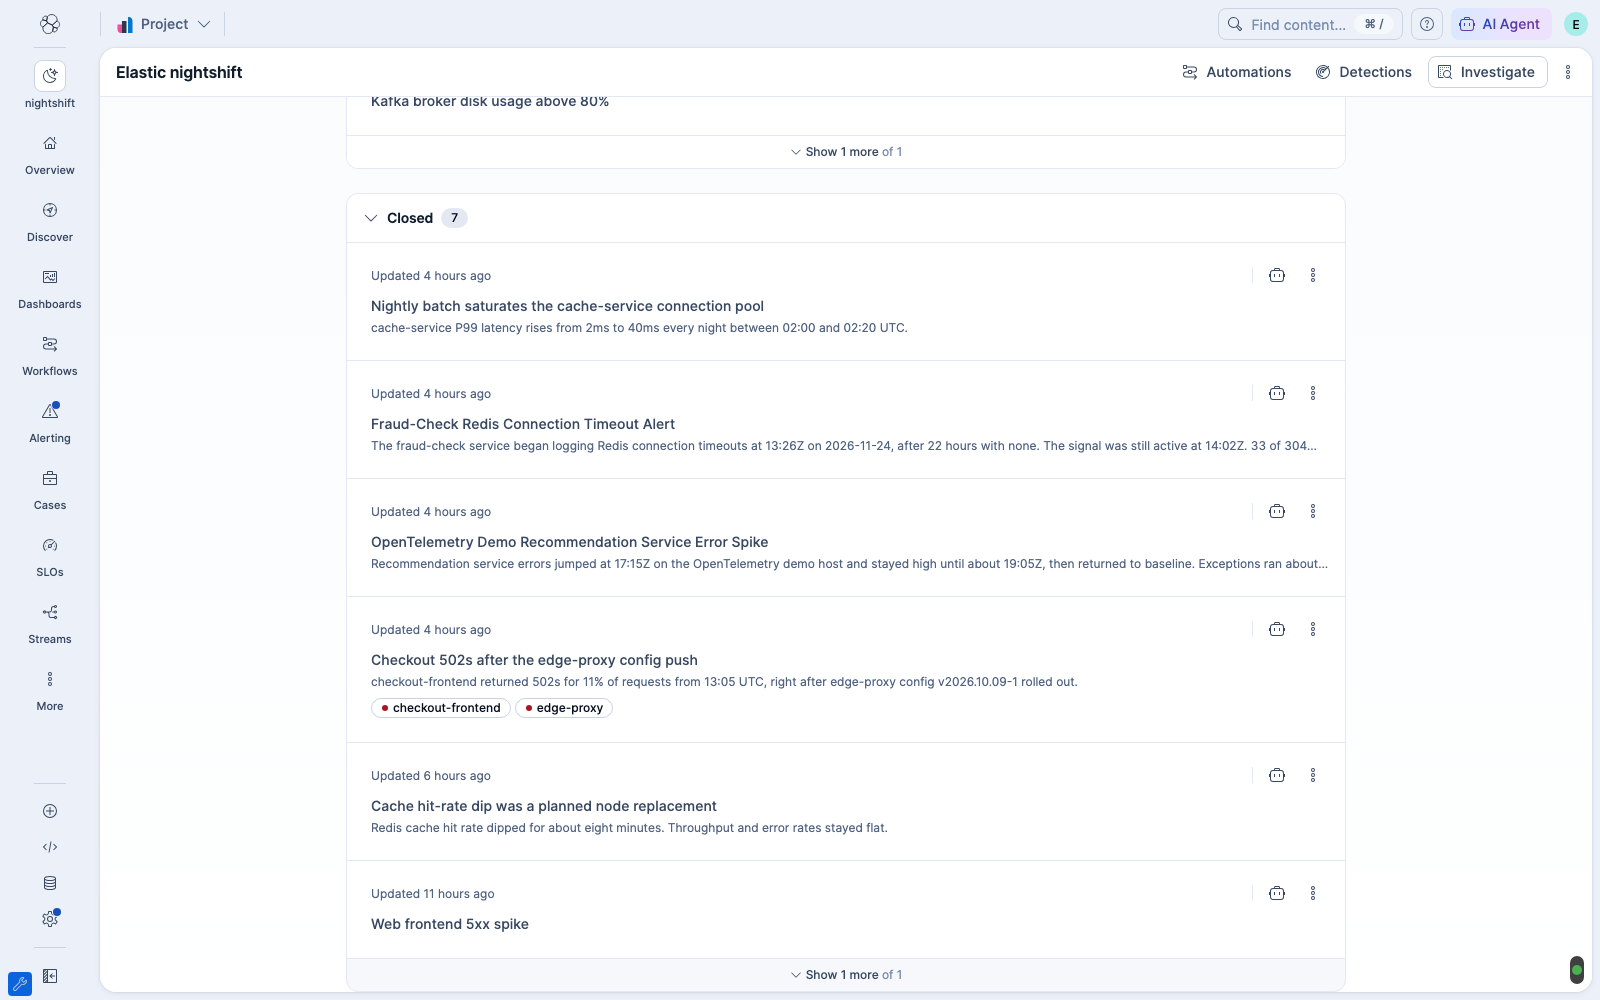 Project
Find content... ⌘ /
AI Agent
E
Elastic nightshift
Automations
Detections
Investigate
nightshift
Overview
Discover
Dashboards
Workflows
Alerting
Cases
SLOs
Streams
More
Kafka broker disk usage above 80%
Show 1 more of 1
Closed 7
Updated 4 hours ago
Nightly batch saturates the cache-service connection pool
cache-service P99 latency rises from 2ms to 40ms every night between 02:00 and 02:20 UTC.
Updated 4 hours ago
Fraud-Check Redis Connection Timeout Alert
The fraud-check service began logging Redis connection timeouts at 13:26Z on 2026-11-24, after 22 hours with none. The signal was still active at 14:02Z. 33 of 304...
Updated 4 hours ago
OpenTelemetry Demo Recommendation Service Error Spike
Recommendation service errors jumped at 17:15Z on the OpenTelemetry demo host and stayed high until about 19:05Z, then returned to baseline. Exceptions ran about...
Updated 4 hours ago
Checkout 502s after the edge-proxy config push
checkout-frontend returned 502s for 11% of requests from 13:05 UTC, right after edge-proxy config v2026.10.09-1 rolled out.
checkout-frontend
edge-proxy
Updated 6 hours ago
Cache hit-rate dip was a planned node replacement
Redis cache hit rate dipped for about eight minutes. Throughput and error rates stayed flat.
Updated 11 hours ago
Web frontend 5xx spike
Show 1 more of 1